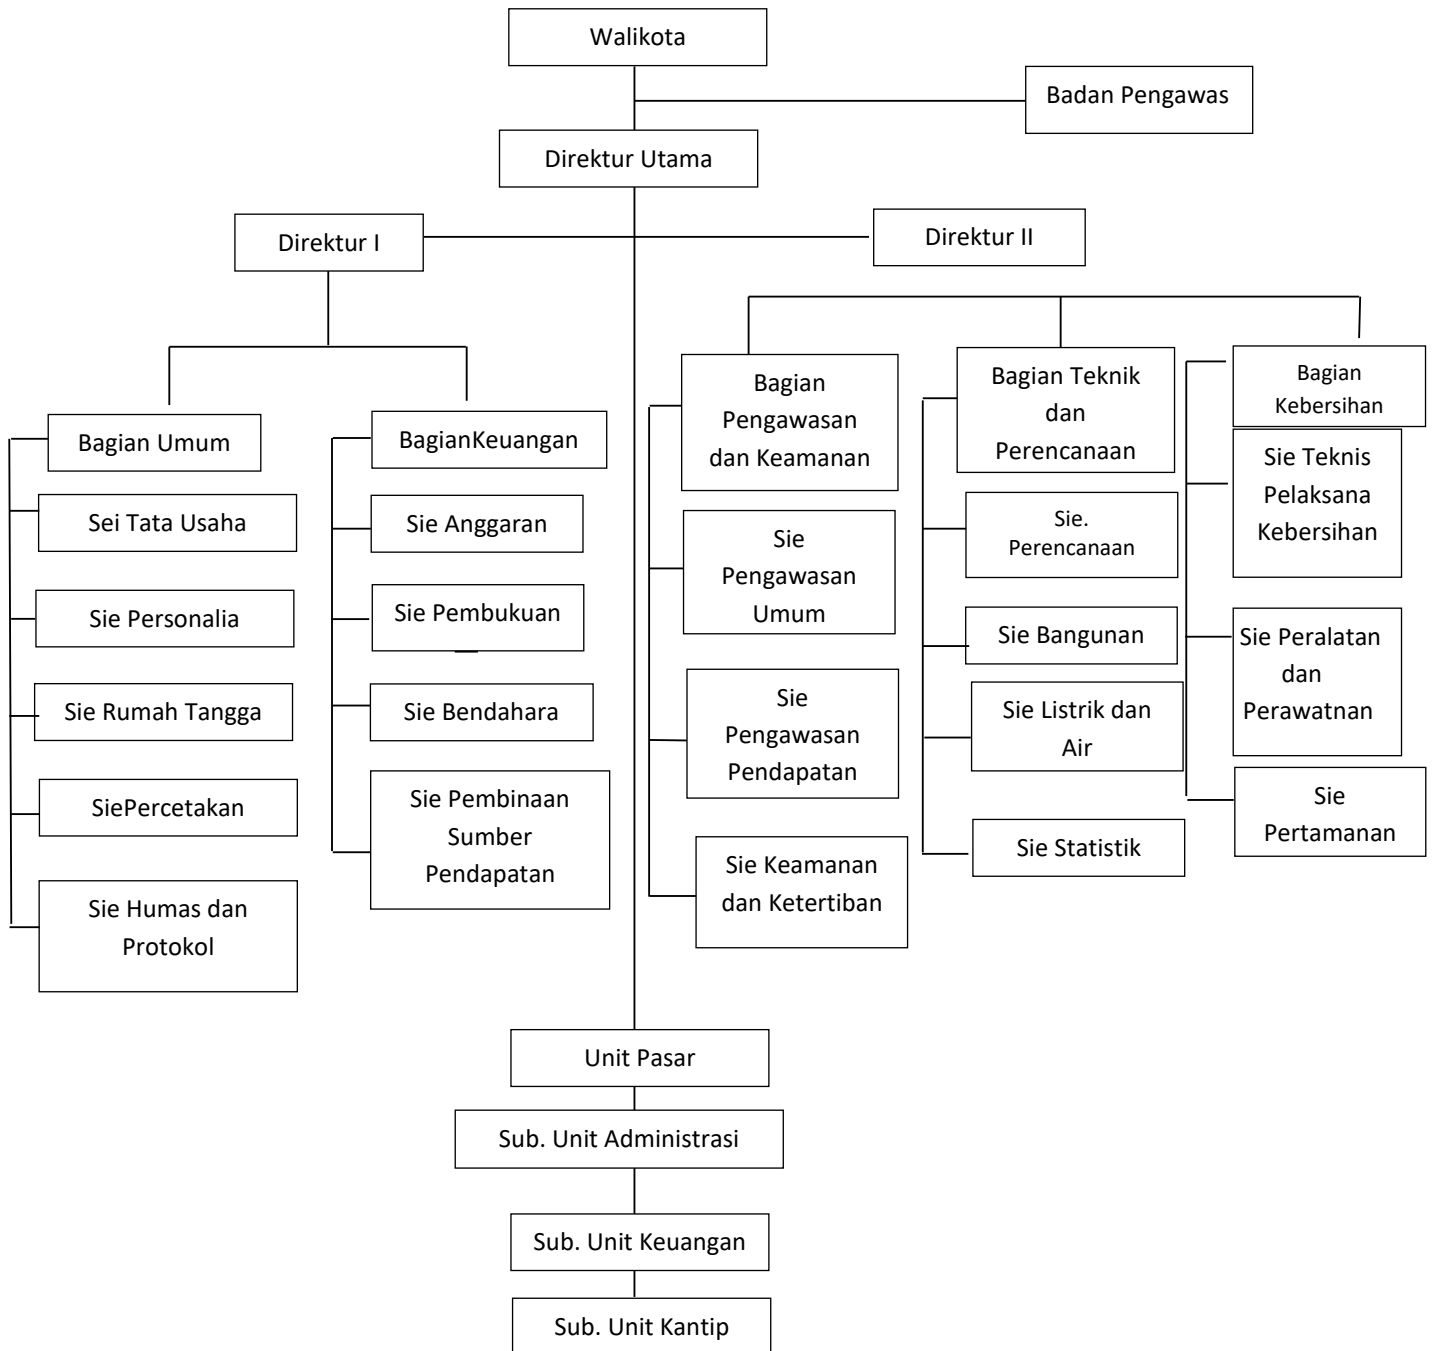 Walikota
Badan Pengawas
Direktur Utama
Direktur I
Direktur II
Bagian Umum
Sei Tata Usaha
Sie Personalia
Sie Rumah Tangga
SiePercetakan
Sie Humas dan
Protokol
BagianKeuangan
Sie Anggaran
Sie Pembukuan
Sie Bendahara
Sie Pembinaan
Sumber
Pendapatan
Bagian
Pengawasan
dan Keamanan
Sie
Pengawasan
Umum
Sie
Pengawasan
Pendapatan
Sie Keamanan
dan Ketertiban
Bagian Teknik
dan
Perencanaan
Sie.
Perencanaan
Sie Bangunan
Sie Listrik dan
Air
Sie Statistik
Bagian
Kebersihan
Sie Teknis
Pelaksana
Kebersihan
Sie Peralatan
dan
Perawatnan
Sie
Pertamanan
Unit Pasar
Sub. Unit Administrasi
Sub. Unit Keuangan
Sub. Unit Kantip